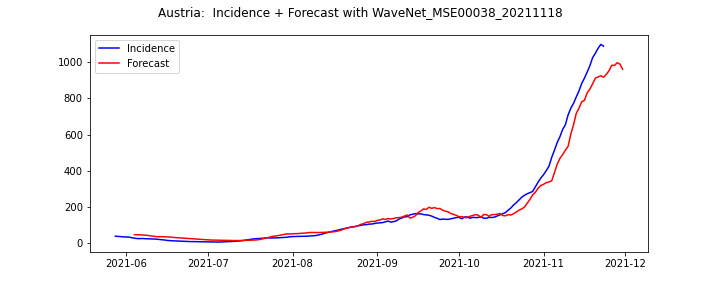 Austria:  Incidence + Forecast with WaveNet_MSE00038_20211118
Incidence
Forecast
1000
800
600
400
200
0
2021-06 2021-07 2021-08 2021-09 2021-10 2021-11 2021-12